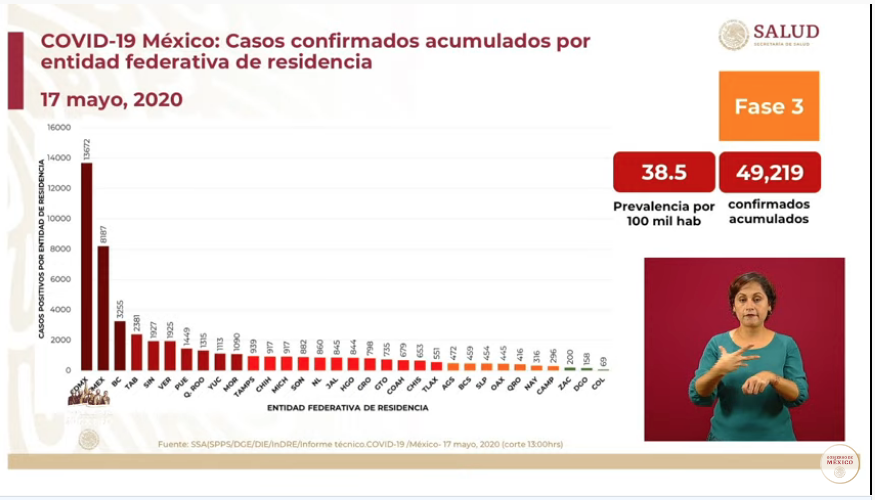 COVID-19 México: Casos confirmados acumulados por
entidad federativa de residencia
17 mayo, 2020
SALUD
SECRETARÍA DE SALUD
Fase 3
38.5
49,219
Prevalencia por
100 mil hab
confirmados
acumulados
CASOS POSITIVOS POR ENTIDAD DE RESIDENCIA
16000
14000
12000
10000
8000
6000
4000
2000
0
13672
8187
3255
2381
1927
1925
1449
1315
1113
1090
939
917
917
882
860
845
844
798
735
679
653
551
472
459
454
445
416
316
296
200
158
69
CDMX
MEX
BC
TAB
SIN
VER
PUE
Q. ROO
YUC
MOR
TAMPS
CHIH
MICH
SON
NL
JAL
HGO
GRO
GTO
COAH
CHIS
TLAX
AGS
BCS
SLP
OAX
QRO
NAY
CAMP
ZAC
DGO
COL
ENTIDAD FEDERATIVA DE RESIDENCIA
Fuente: SSA(SPPS/DGE/DIE/InDRE/Informe técnico.COVID-19 /México- 17 mayo, 2020 (corte 13:00hrs)
GOBIERNO DE
MÉXICO